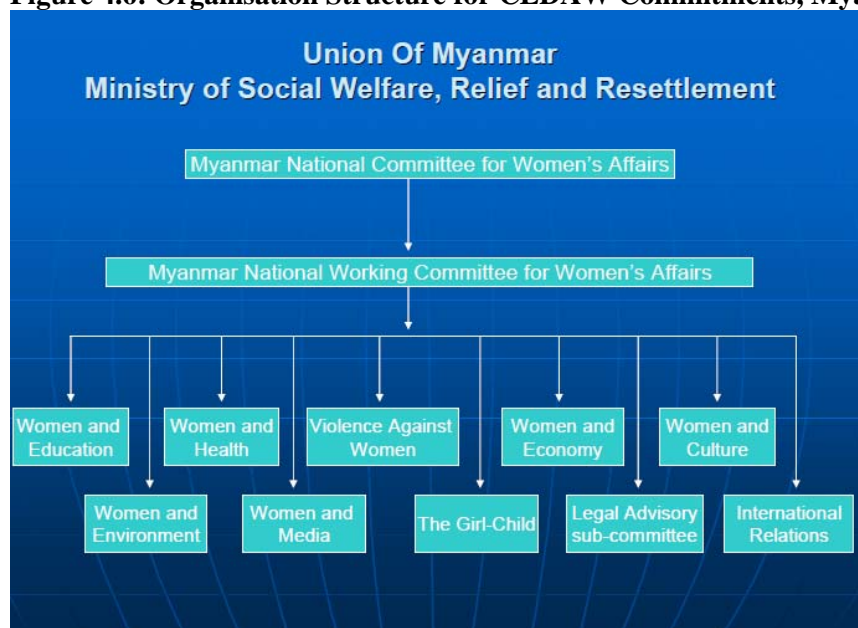 Figure 4.6: Organisation Structure for CEDAW Commitments,
Union Of Myanmar
Ministry of Social Welfare, Relief and Resettlement
Myanmar National Committee for Women's Affairs
Myanmar National Working Committee for Women's Affairs
Women and
Education
Women and
Health
Violence Against
Women
Women and
Economy
Women and
Culture
Women and
Environment
Women and
Media
The Girl-Child
Legal Advisory
sub-committee
International
Relations